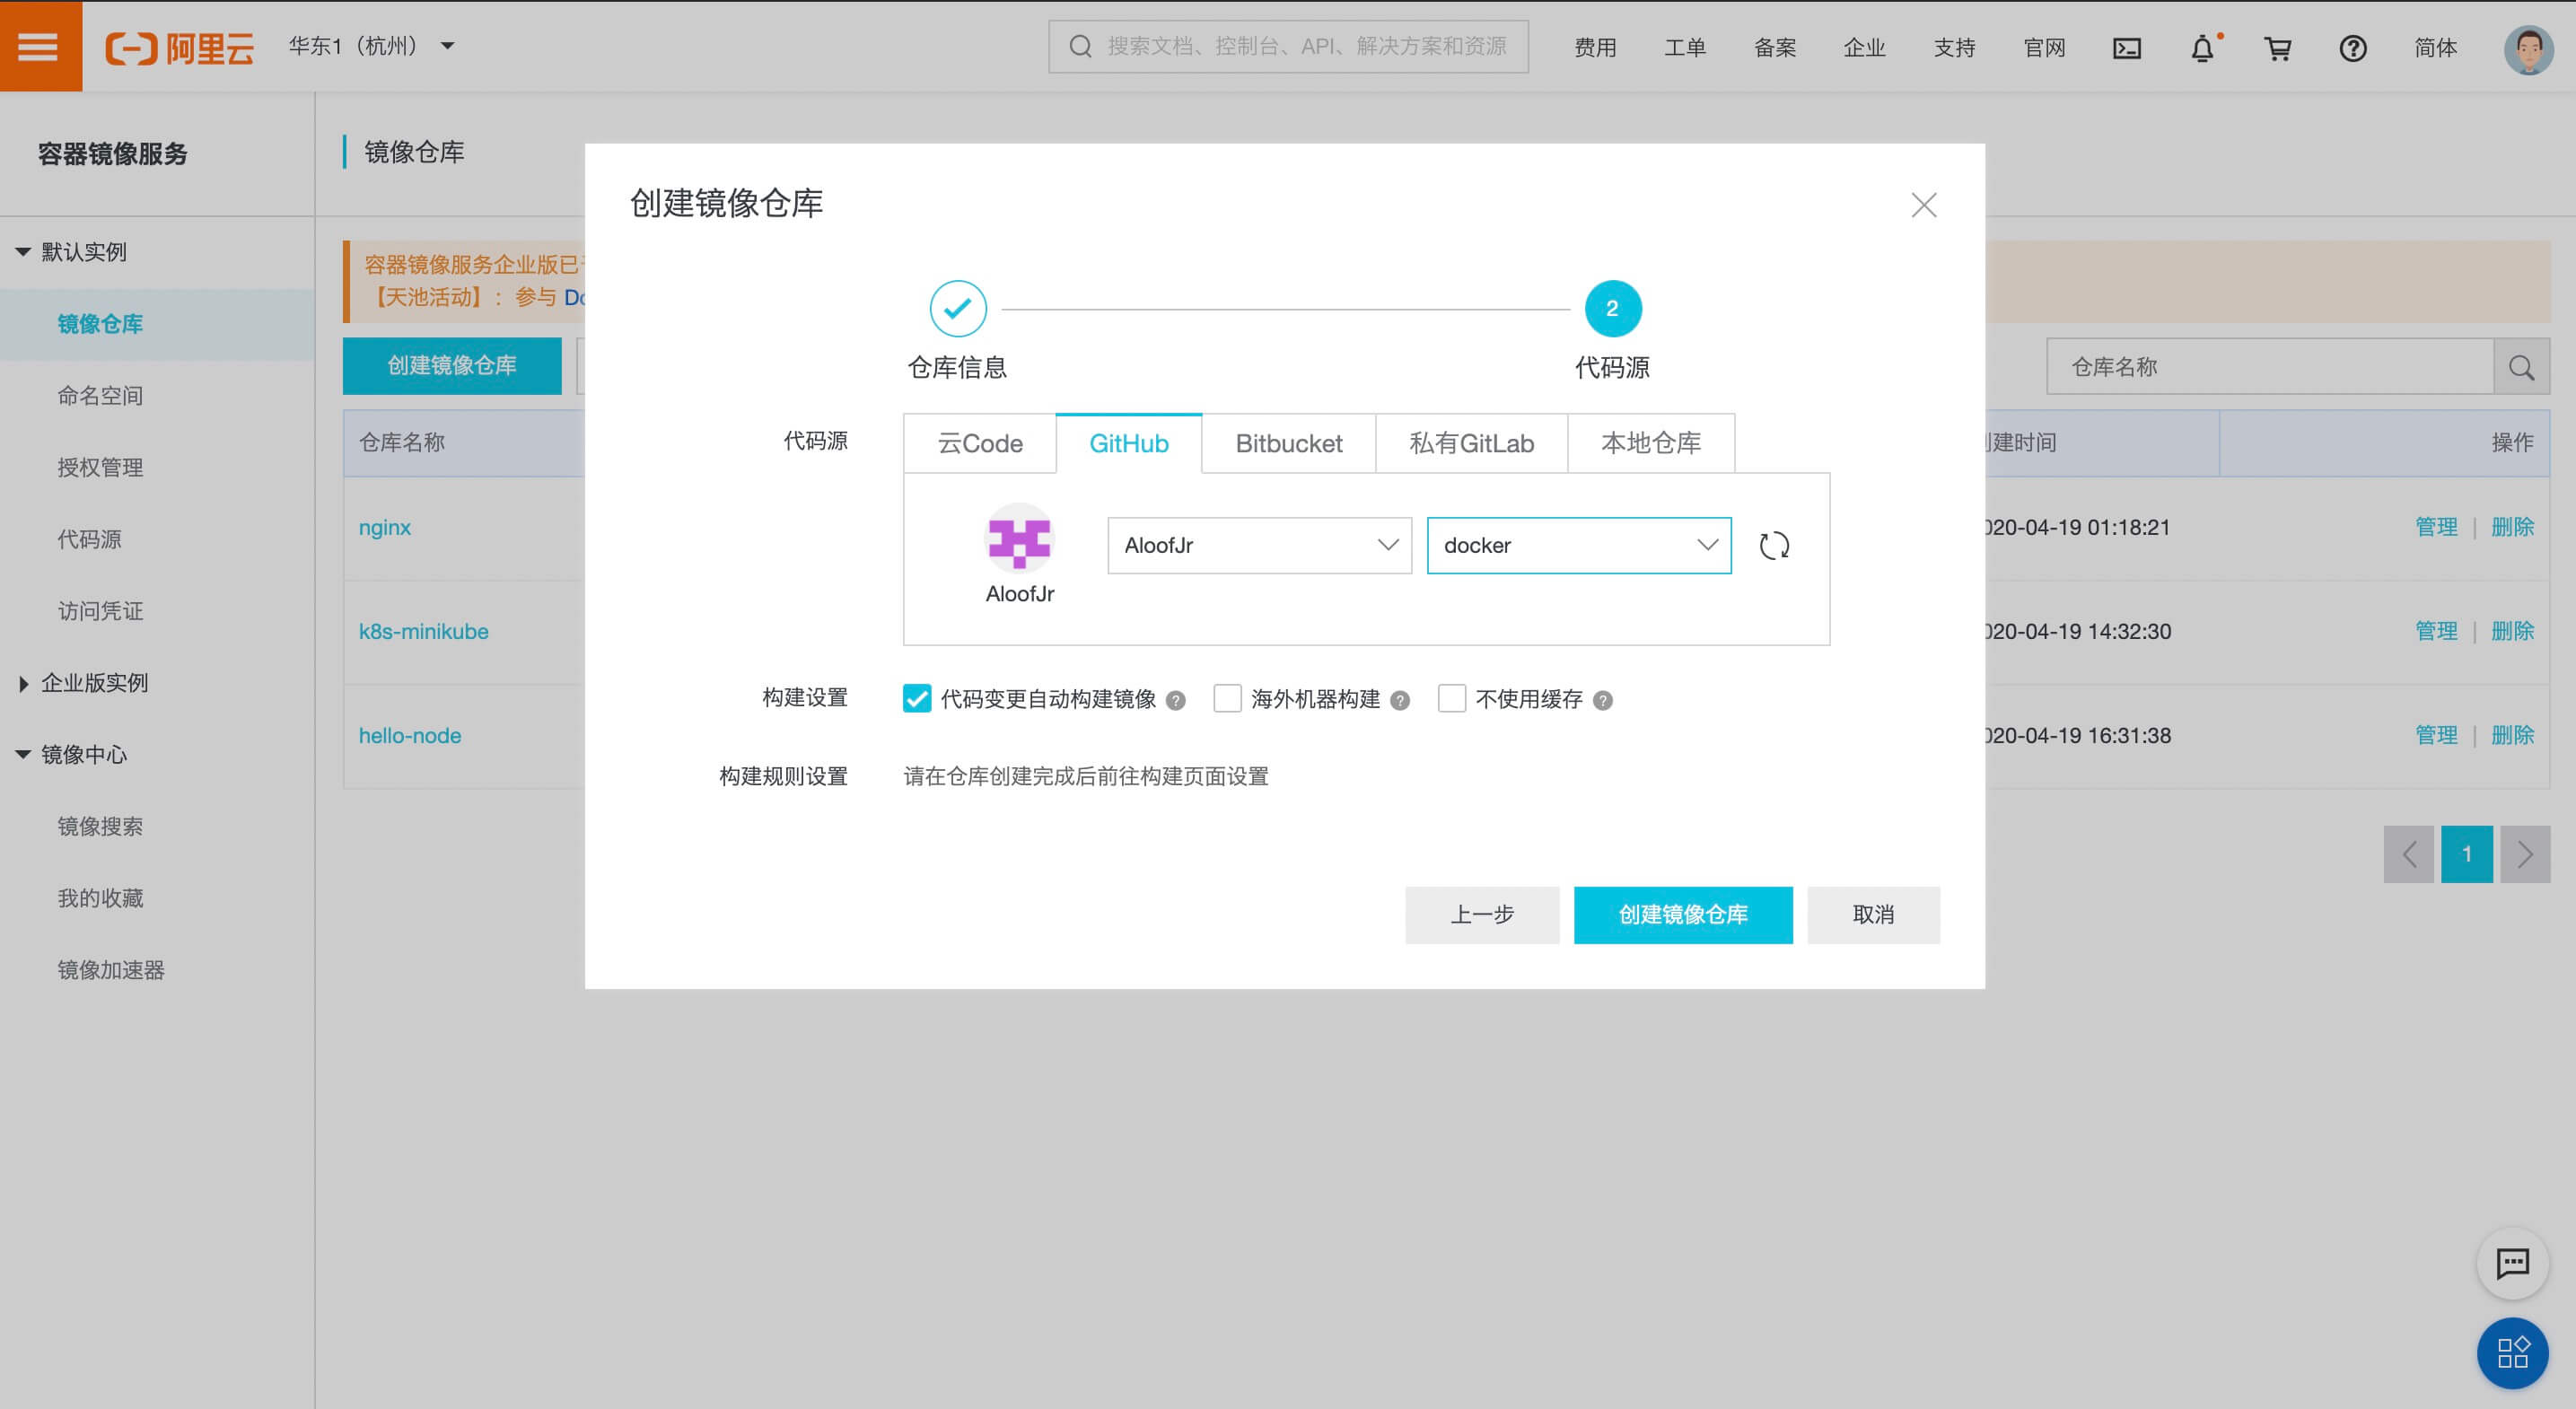 阿里云 华东1（杭州） 搜索文档、控制台、API、解决方案和资源 费用 工单 备案 企业 支持 官网 简体
容器镜像服务
默认实例
镜像仓库
命名空间
授权管理
代码源
访问凭证
企业版实例
镜像中心
镜像搜索
我的收藏
镜像加速器
镜像仓库
容器镜像服务企业版已
【天池活动】：参与
创建镜像仓库 仓库名称
仓库名称 建时间 操作
nginx 020-04-19 01:18:21 管理 | 删除
k8s-minikube 020-04-19 14:32:30 管理 | 删除
hello-node 020-04-19 16:31:38 管理 | 删除
1
创建镜像仓库
2
仓库信息 代码源
代码源 云Code GitHub Bitbucket 私有GitLab 本地仓库
AloofJr docker
AloofJr
构建设置 代码变更自动构建镜像 ? 海外机器构建 ? 不使用缓存 ?
构建规则设置 请在仓库创建完成后前往构建页面设置
上一步 创建镜像仓库 取消